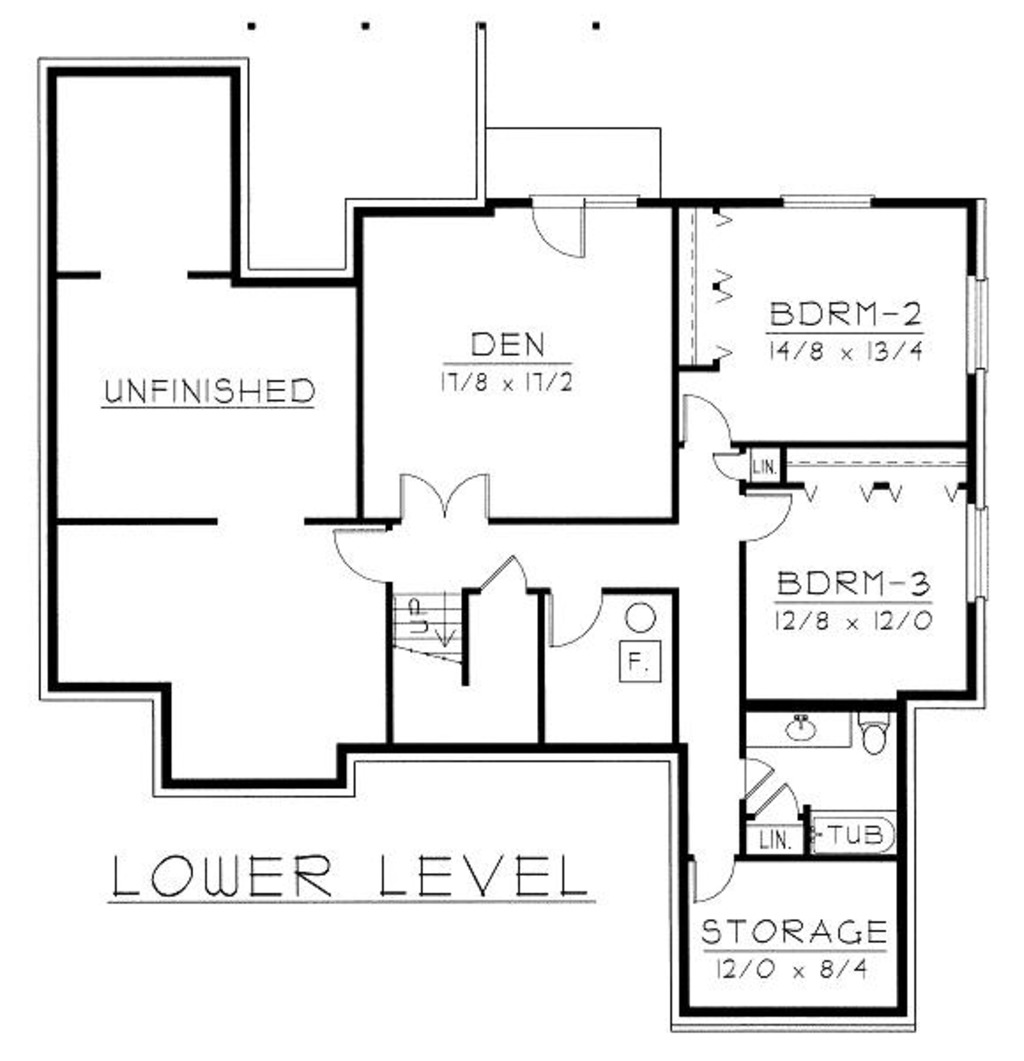 BDRM-2
14/8 x 13/4
DEN
17/8 x 17/2
UNFINISHED
LIN.
BDRM-3
12/8 x 12/0
UP
F.
LIN.
TUB
LOWER LEVEL
STORAGE
12/0 x 8/4